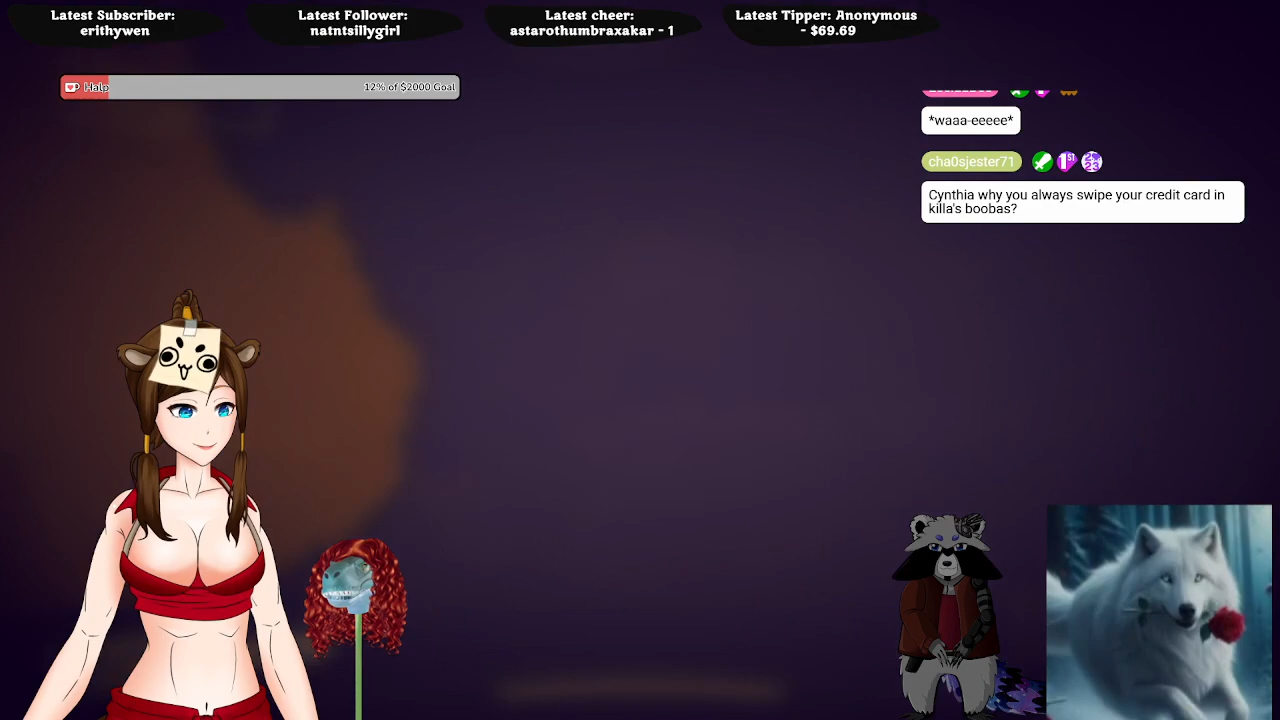 Latest Subscriber:
erithywen
Latest Follower:
natntsillygirl
Latest cheer:
astarothumbraxakar - 1
Latest Tipper: Anonymous
- $69.69
Halo
12% of $2000 Goal
*waaa-eeeee*
cha0sjester71
Cynthia why you always swipe your credit card in
killa's boobas?